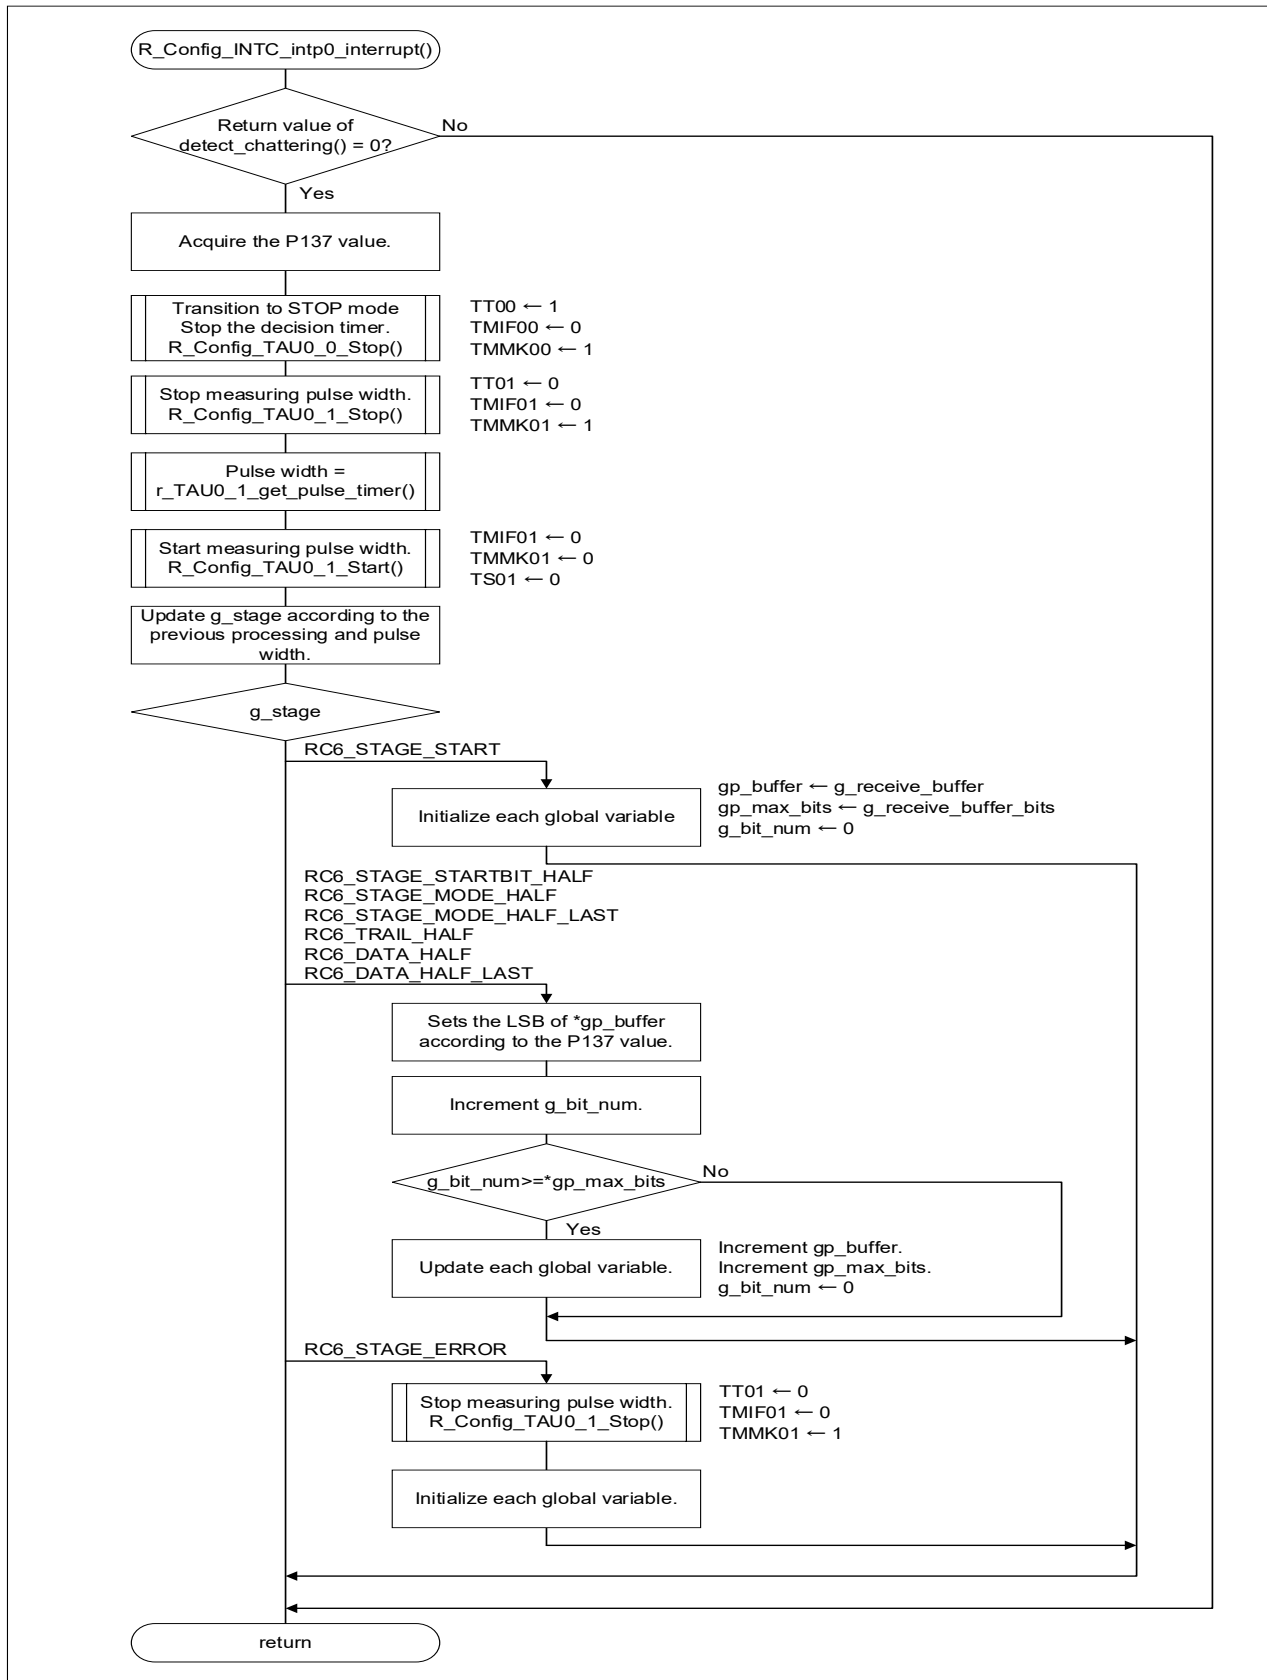 R_Config_INTC_intp0_interrupt()
Return value of
detect_chattering() = 0?
No
Yes
Acquire the P137 value.
Transition to STOP mode
Stop the decision timer.
R_Config_TAU0_0_Stop()
TT00 ← 1
TMIF00 ← 0
TMMK00 ← 1
Stop measuring pulse width.
R_Config_TAU0_1_Stop()
TT01 ← 0
TMIF01 ← 0
TMMK01 ← 1
Pulse width =
r_TAU0_1_get_pulse_timer()
Start measuring pulse width.
R_Config_TAU0_1_Start()
TMIF01 ← 0
TMMK01 ← 0
TS01 ← 0
Update g_stage according to the
previous processing and pulse
width.
g_stage
RC6_STAGE_START
Initialize each global variable
gp_buffer ← g_receive_buffer
gp_max_bits ← g_receive_buffer_bits
g_bit_num ← 0
RC6_STAGE_STARTBIT_HALF
RC6_STAGE_MODE_HALF
RC6_STAGE_MODE_HALF_LAST
RC6_TRAIL_HALF
RC6_DATA_HALF
RC6_DATA_HALF_LAST
Sets the LSB of *gp_buffer
according to the P137 value.
Increment g_bit_num.
g_bit_num>=*gp_max_bits
No
Yes
Update each global variable.
Increment gp_buffer.
Increment gp_max_bits.
g_bit_num ← 0
RC6_STAGE_ERROR
Stop measuring pulse width.
R_Config_TAU0_1_Stop()
TT01 ← 0
TMIF01 ← 0
TMMK01 ← 1
Initialize each global variable.
return